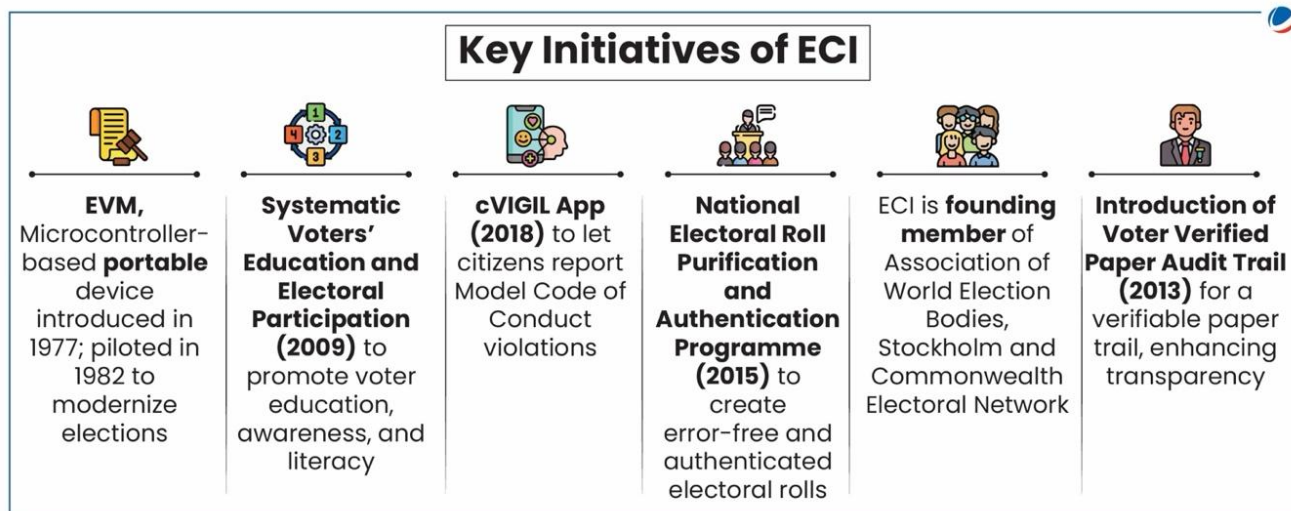 Key Initiatives of ECI
1
2
3
4
EVM,
Microcontroller-
based portable
device
introduced in
1977; piloted in
1982 to
modernize
elections
Systematic
Voters'
Education and
Electoral
Participation
(2009) to
promote voter
education,
awareness, and
literacy
cVIGIL App
(2018) to let
citizens report
Model Code of
Conduct
violations
National
Electoral Roll
Purification
and
Authentication
Programme
(2015) to
create
error-free and
authenticated
electoral rolls
ECI is founding
member of
Association of
World Election
Bodies,
Stockholm and
Commonwealth
Electoral Network
Introduction of
Voter Verified
Paper Audit Trail
(2013) for a
verifiable paper
trail, enhancing
transparency